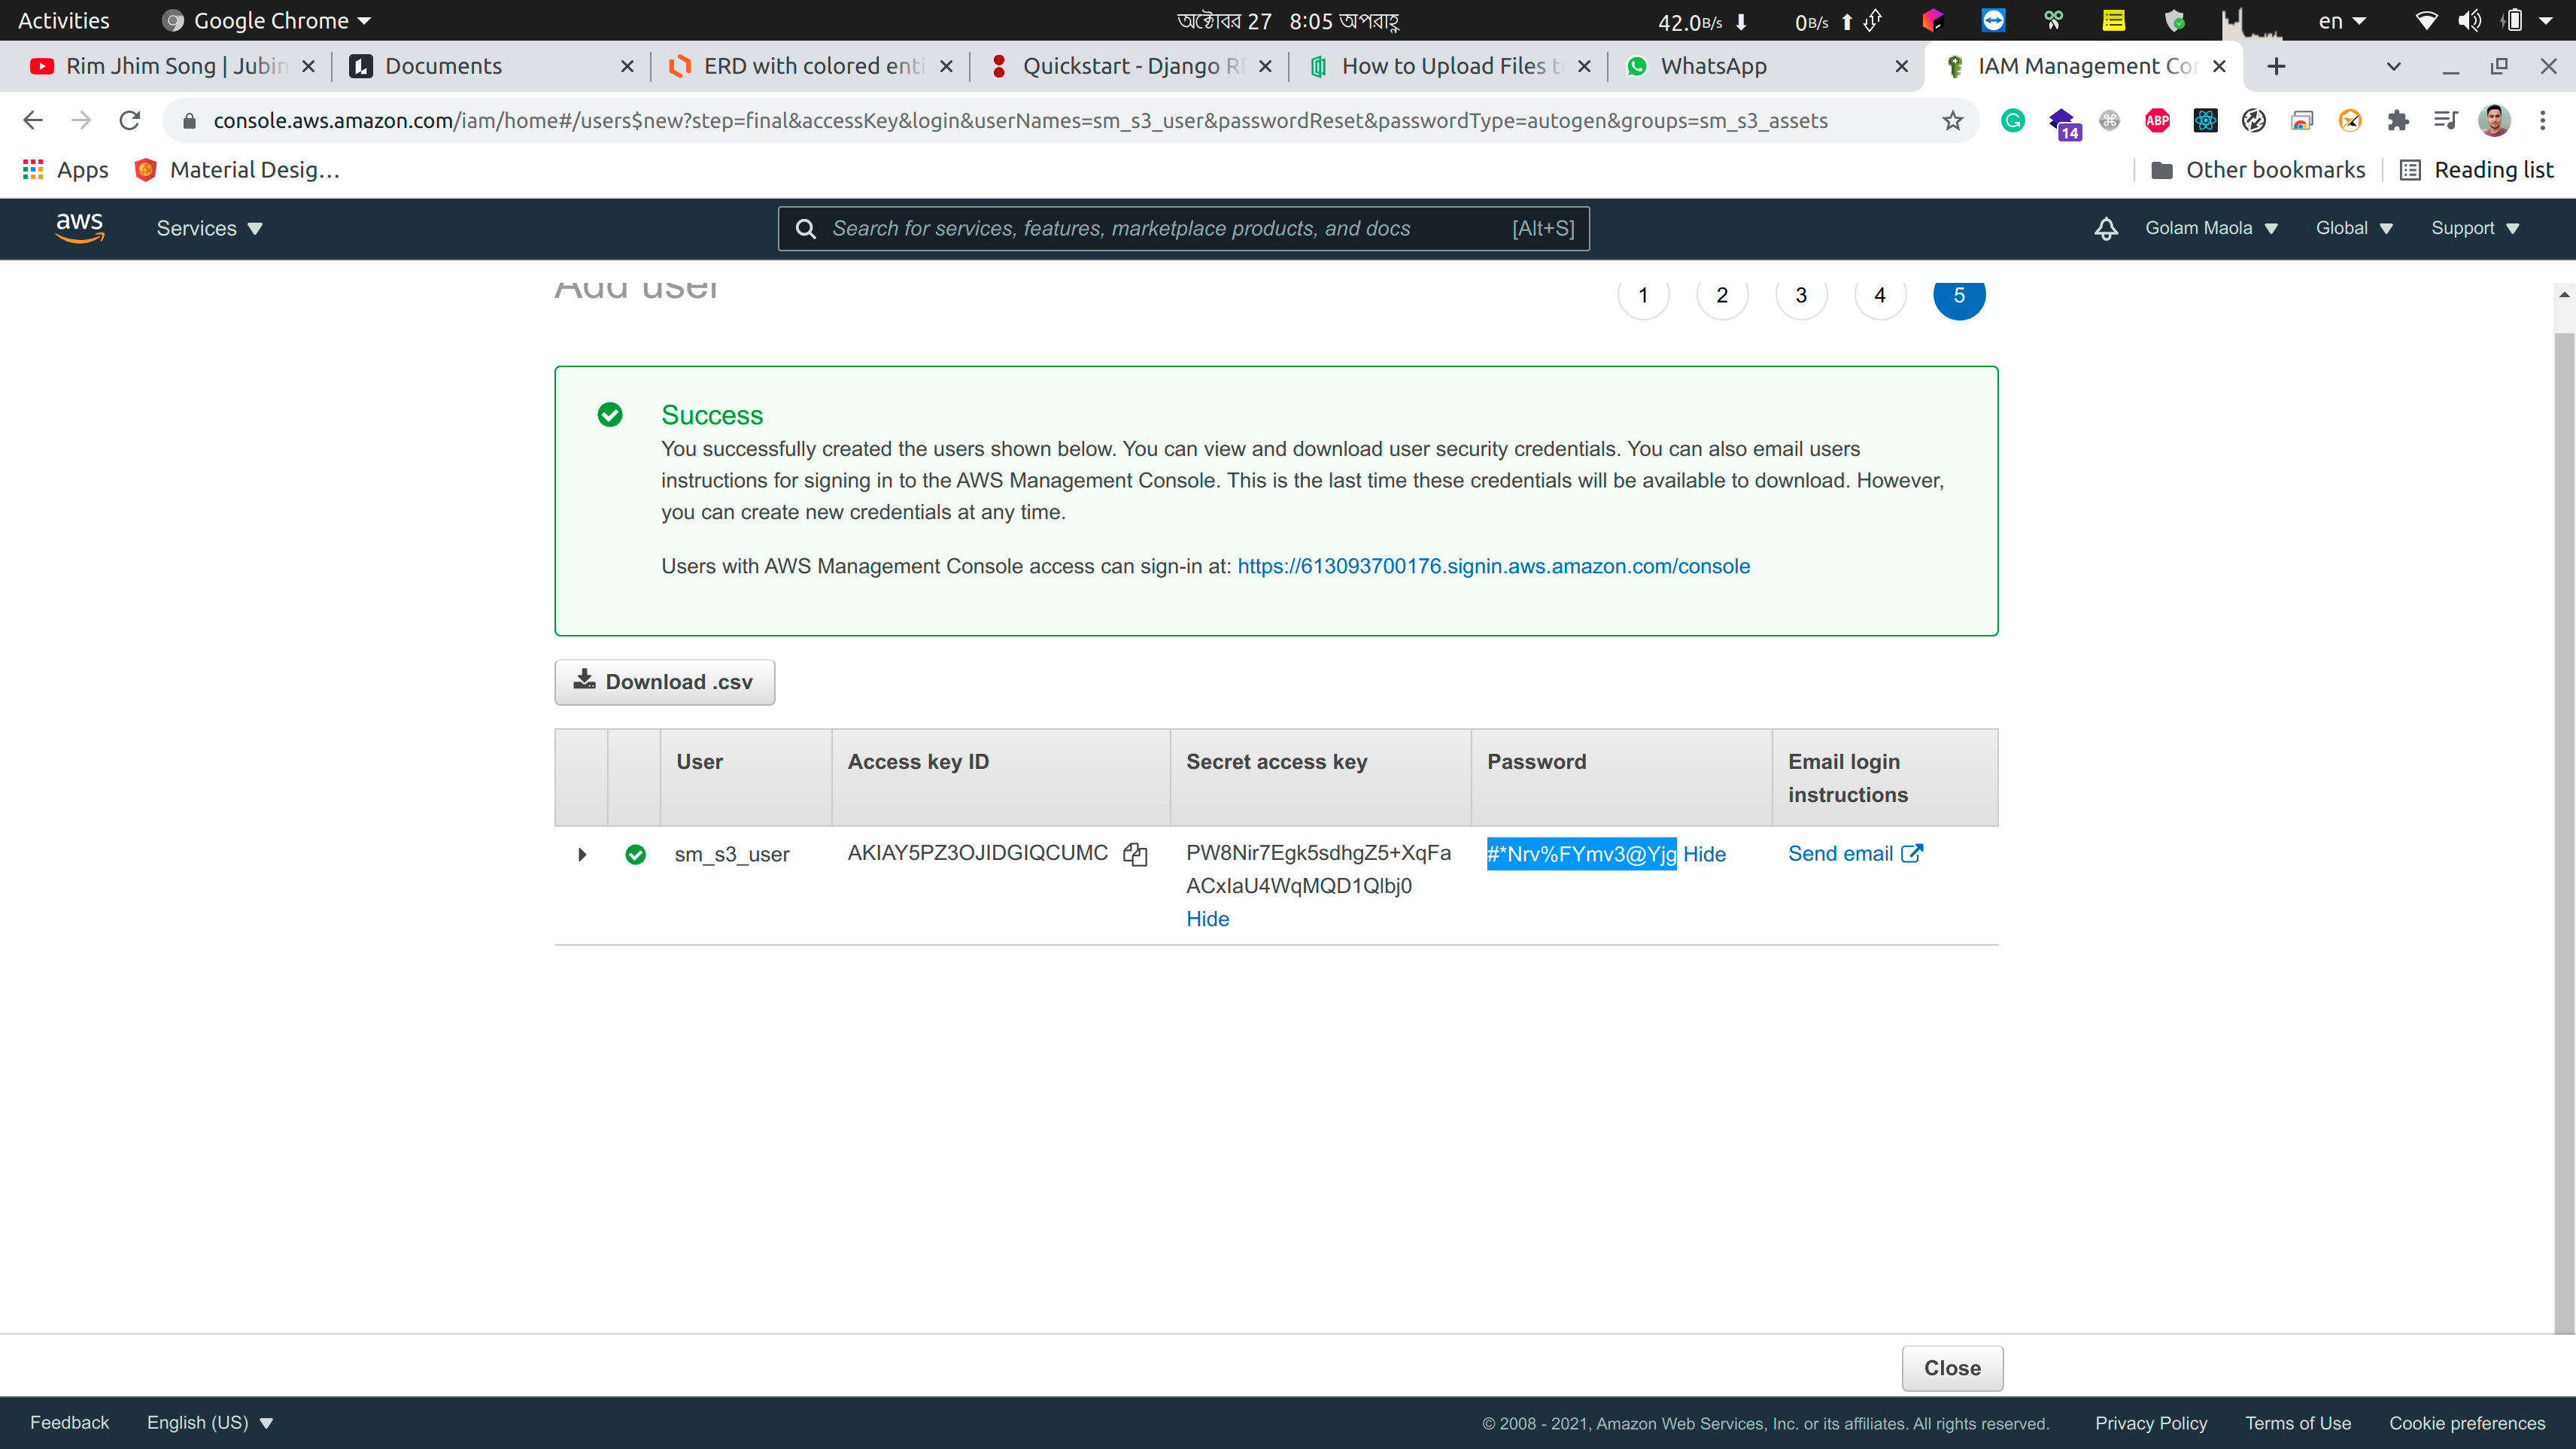 Activities
Google Chrome
অক্টোবর 27 8:05 অপরাহ্ণ
42.0B/s
0B/s
en
Rim Jhim Song | Jubin
Documents
ERD with colored enti
Quickstart - Django RE
How to Upload Files to
WhatsApp
IAM Management Con
console.aws.amazon.com/iam/home#/users$new?step=final&accessKey&login&userNames=sm_s3_user&passwordReset&passwordType=autogen&groups=sm_s3_assets
ABP
14
Apps
Material Desig…
Other bookmarks
Reading list
aws
Services
Search for services, features, marketplace products, and docs
[Alt+S]
Golam Maola
Global
Support
Add user
1 2 3 4 5
Success
You successfully created the users shown below. You can view and download user security credentials. You can also email users
instructions for signing in to the AWS Management Console. This is the last time these credentials will be available to download. However,
you can create new credentials at any time.
Users with AWS Management Console access can sign-in at: https://613093700176.signin.aws.amazon.com/console
Download .csv
User
Access key ID
Secret access key
Password
Email login
instructions
sm_s3_user
AKIAY5PZ3OJIDGIQCUMC
PW8Nir7Egk5sdhgZ5+XqFa
Hide
#*Nrv%FYmv3@Yjg Hide
Send email
Close
Feedback
English (US)
© 2008 - 2021, Amazon Web Services, Inc. or its affiliates. All rights reserved.
Privacy Policy
Terms of Use
Cookie preferences